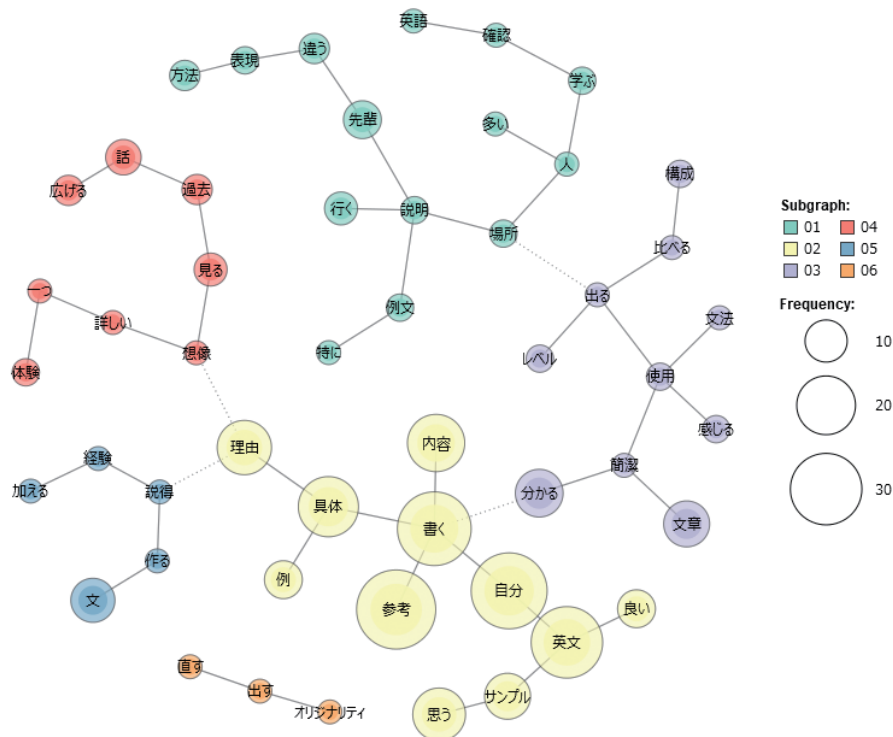 英語
確認
違う
表現
方法
学ぶ
先輩
多い
話
人
構成
広げる
過去
行く
説明
場所
比べる
見る
出る
一つ
例文
詳しい
文法
特に
想像
レベル
体験
使用
感じる
理由
内容
経験
簡潔
加える
説得
分かる
具体
書く
文章
作る
例
自分
文
参考
良い
英文
直す
出す
サンプル
オリジナリティ
思う
Subgraph:
01 04
02 05
03 06
Frequency:
10
20
30